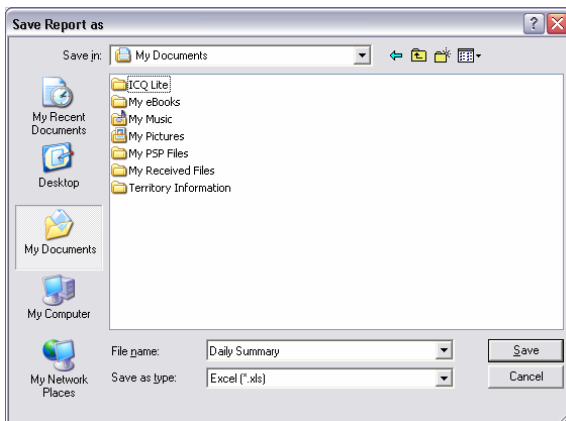 Save Report as
Save in: My Documents
ICQ Lite
My eBooks
My Music
My Pictures
My PSP Files
My Received Files
Territory Information
My Recent
Documents
Desktop
My Documents
My Computer
My Network
Places
File name: Daily Summary Save
Save as type: Excel (*.xls) Cancel